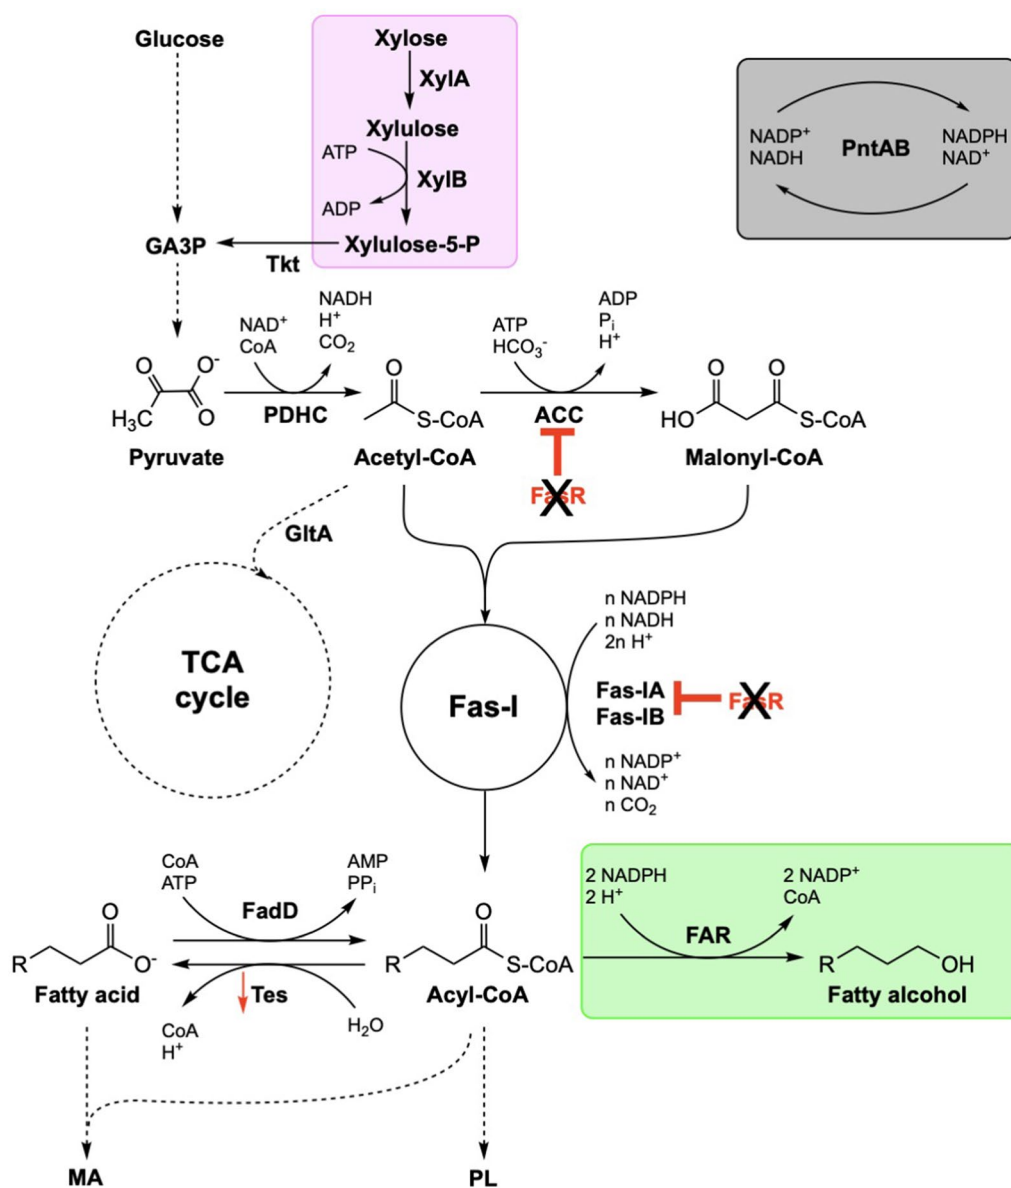 Glucose
Xylose
XylA
Xylulose
ATP
XylB
ADP
Xylulose-5-P
Tkt
GA3P
NADP⁺
NADH
PntAB
NADPH
NAD⁺
NAD⁺
CoA
NADH
H⁺
CO₂
ATP
HCO₃⁻
ADP
Pᵢ
H⁺
O
O⁻
H₃C
O
PDHC
O
S-CoA
ACC
O
O
HO
S-CoA
Pyruvate
Acetyl-CoA
Malonyl-CoA
FasR
GltA
TCA
cycle
Fas-I
n NADPH
n NADH
2n H⁺
Fas-IA
Fas-IB
FasR
n NADP⁺
n NAD⁺
n CO₂
CoA
ATP
AMP
PPᵢ
FadD
O
R
O⁻
Fatty acid
Tes
CoA
H⁺
H₂O
O
R
S-CoA
Acyl-CoA
2 NADPH
2 H⁺
2 NADP⁺
CoA
FAR
R
OH
Fatty alcohol
MA
PL